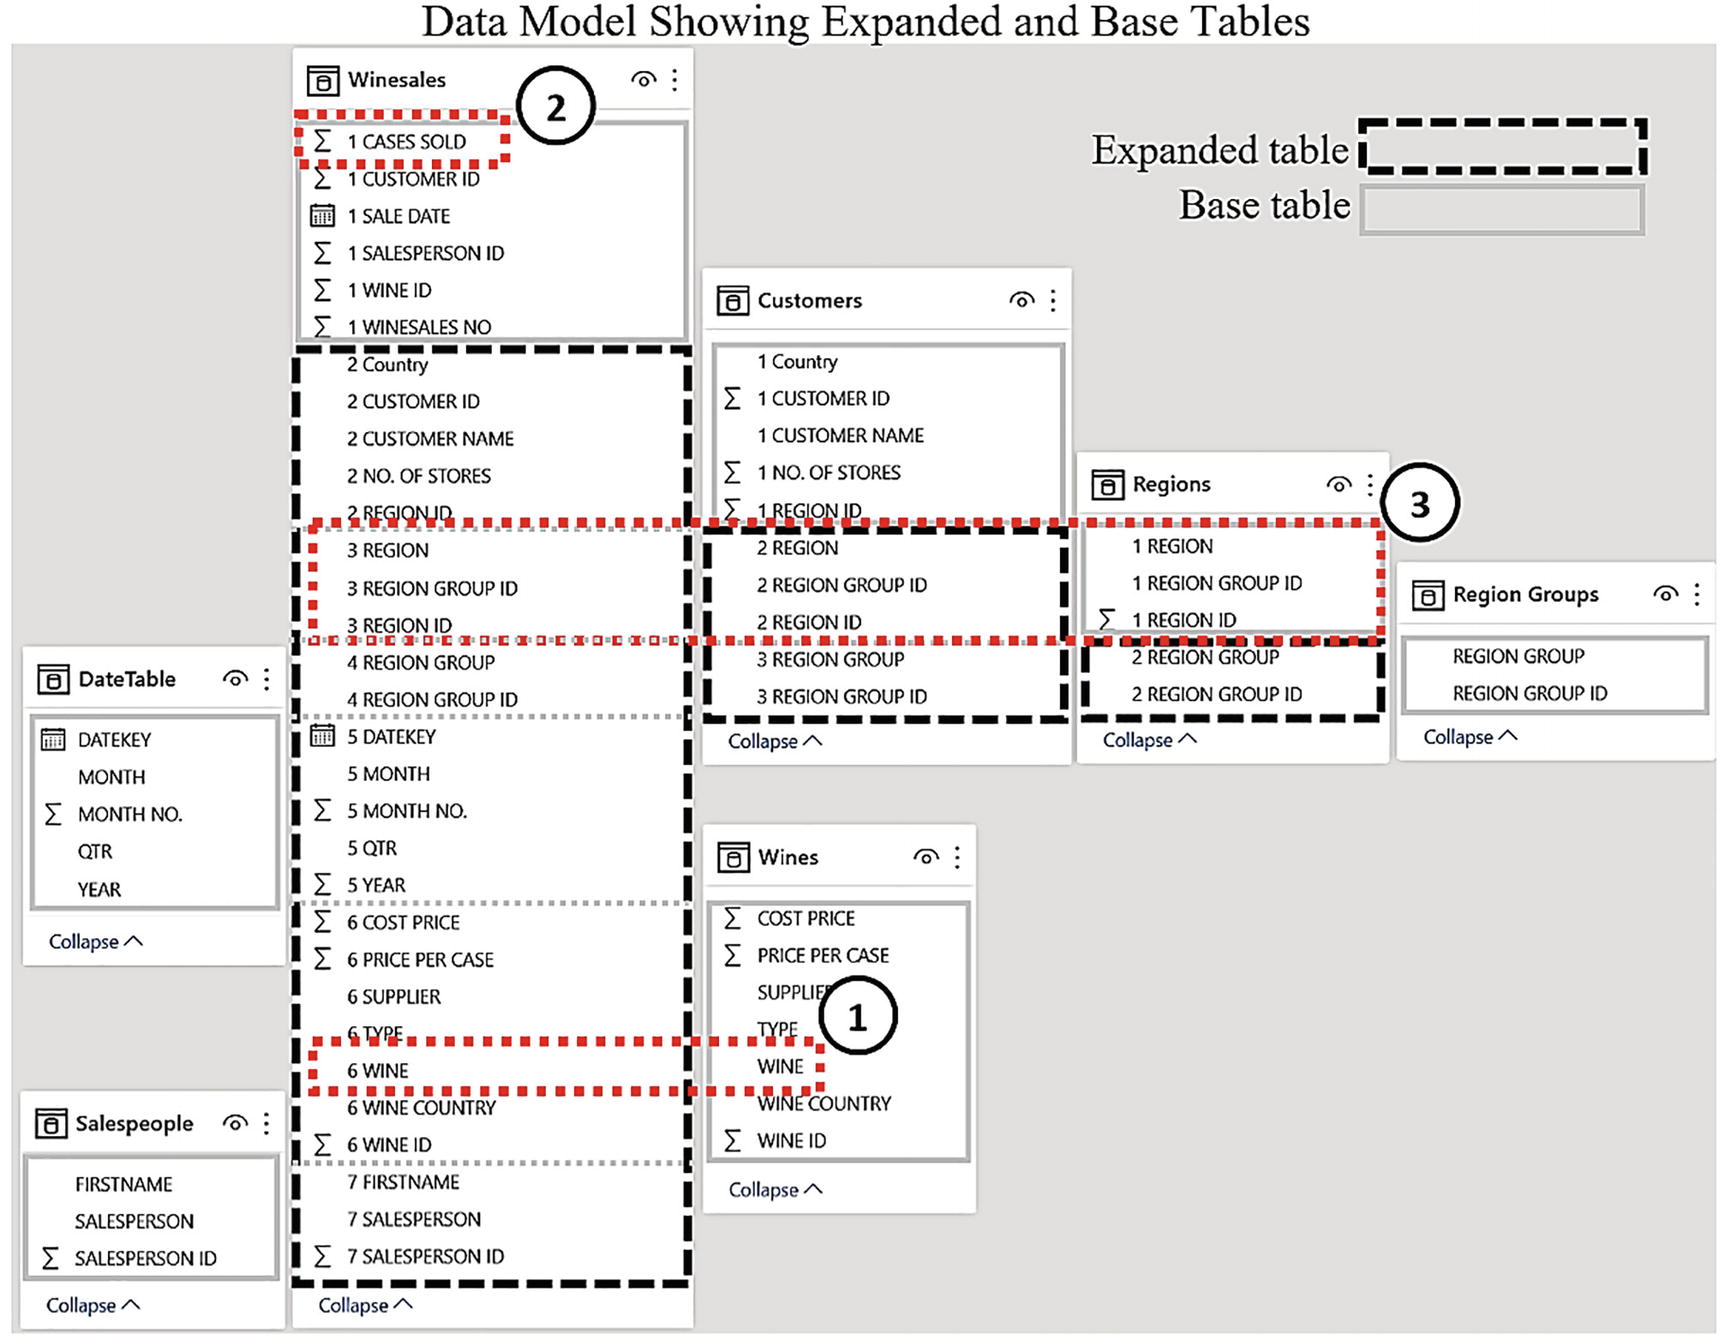 Data Model Showing Expanded and Base Tables
Winesales
2
1 CASES SOLD
1 CUSTOMER ID
1 SALE DATE
1 SALESPERSON ID
1 WINE ID
1 WINESALES NO
2 Country
2 CUSTOMER ID
2 CUSTOMER NAME
2 NO. OF STORES
2 REGION ID
3 REGION
3 REGION GROUP ID
3 REGION ID
4 REGION GROUP
4 REGION GROUP ID
5 DATEKEY
5 MONTH
5 MONTH NO.
5 QTR
5 YEAR
6 COST PRICE
6 PRICE PER CASE
6 SUPPLIER
6 TYPE
6 WINE
6 WINE COUNTRY
6 WINE ID
7 FIRSTNAME
7 SALESPERSON
7 SALESPERSON ID
Collapse
Expanded table
Base table
Customers
1 Country
1 CUSTOMER ID
1 CUSTOMER NAME
1 NO. OF STORES
1 REGION ID
2 REGION
2 REGION GROUP ID
2 REGION ID
3 REGION GROUP
3 REGION GROUP ID
Collapse
Regions
3
1 REGION
1 REGION GROUP ID
1 REGION ID
2 REGION GROUP
2 REGION GROUP ID
Collapse
Region Groups
REGION GROUP
REGION GROUP ID
Collapse
DateTable
DATEKEY
MONTH
MONTH NO.
QTR
YEAR
Collapse
Wines
COST PRICE
PRICE PER CASE
SUPPLIE
1
TYPE
WINE
WINE COUNTRY
WINE ID
Collapse
Salespeople
FIRSTNAME
SALESPERSON
SALESPERSON ID
Collapse